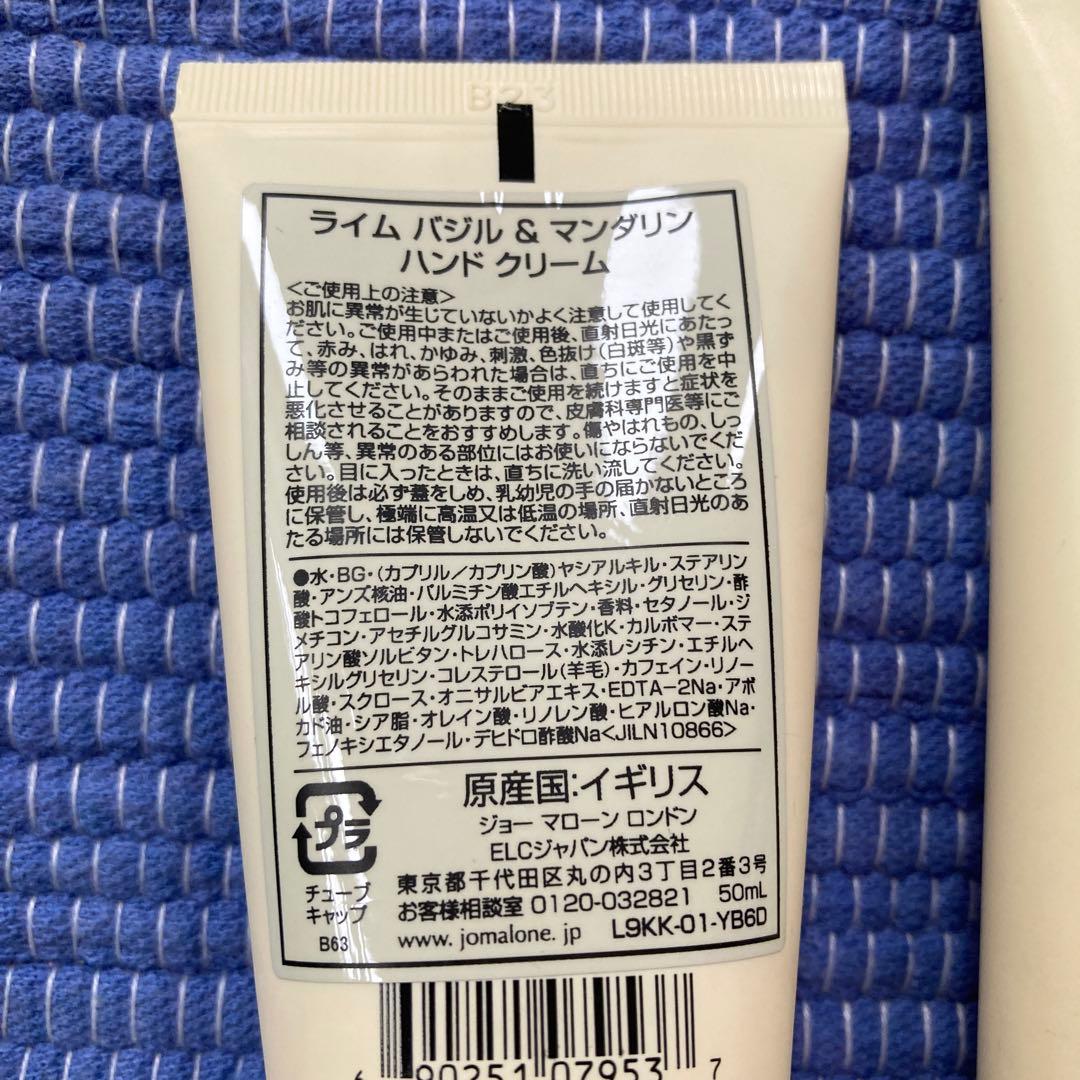 B23
ライム バジル & マンダリン
ハンド クリーム
<ご使用上の注意>
お肌に異常が生じていないかよく注意して使用してく
ださい。ご使用中またはご使用後、直射日光にあたっ
て、赤み、はれ、かゆみ、刺激、色抜け(白斑等)や黒ず
み等の異常があらわれた場合は、直ちにご使用を中
止してください。そのままご使用を続けますと症状を
悪化させることがありますので、皮膚科専門医等にご
相談されることをおすすめします。傷やはれもの、しっ
しん等、異常のある部位にはお使いにならないでくだ
さい。目に入ったときは、直ちに洗い流してください。
使用後は必ず蓋をしめ、乳幼児の手の届かないところ
に保管し、極端に高温又は低温の場所、直射日光のあ
たる場所には保管しないでください。
●水・BG・(カプリル/カプリン酸)ヤシアルキル・ステアリン
酸・アンズ核油・パルミチン酸エチルヘキシル・グリセリン・酢
酸トコフェロール・水添ポリイソブテン・香料・セタノール・ジ
メチコン・アセチルグルコサミン・水酸化K・カルボマー・ステ
アリン酸ソルビタン・トレハロース・水添レシチン・エチルヘ
キシルグリセリン・コレステロール(羊毛)・カフェイン・リノー
ル酸・スクロース・オニサルビアエキス・EDTA-2Na・アボ
カド油・シア脂・オレイン酸・リノレン酸・ヒアルロン酸Na・
フェノキシエタノール・デヒドロ酢酸Na<JILN10866>
プラ
チューブ
キャップ
B63
原産国:イギリス
ジョー マローン ロンドン
ELCジャパン株式会社
東京都千代田区丸の内3丁目2番3号
お客様相談室 0120-032821 50mL
www. jomalone. jp L9KK-01-YB6D
6 90251 07953 7